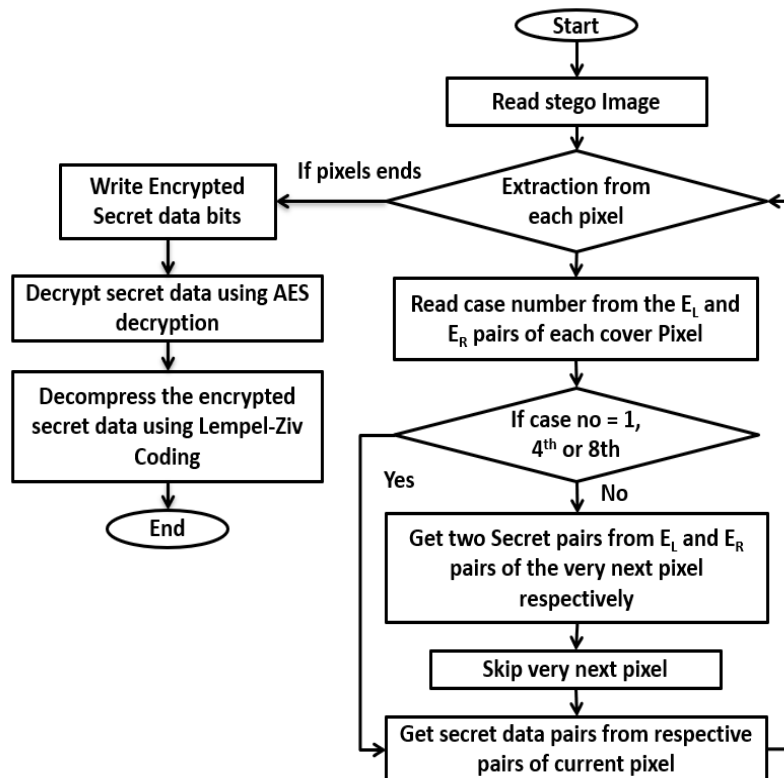 Start
Read stego Image
If pixels ends
Extraction from
each pixel
Write Encrypted
Secret data bits
Decrypt secret data using AES
decryption
Decompress the encrypted
secret data using Lempel-Ziv
Coding
End
Read case number from the E_L and
E_R pairs of each cover Pixel
If case no = 1,
4th or 8th
Yes
No
Get two Secret pairs from E_L and E_R
pairs of the very next pixel
respectively
Skip very next pixel
Get secret data pairs from respective
pairs of current pixel